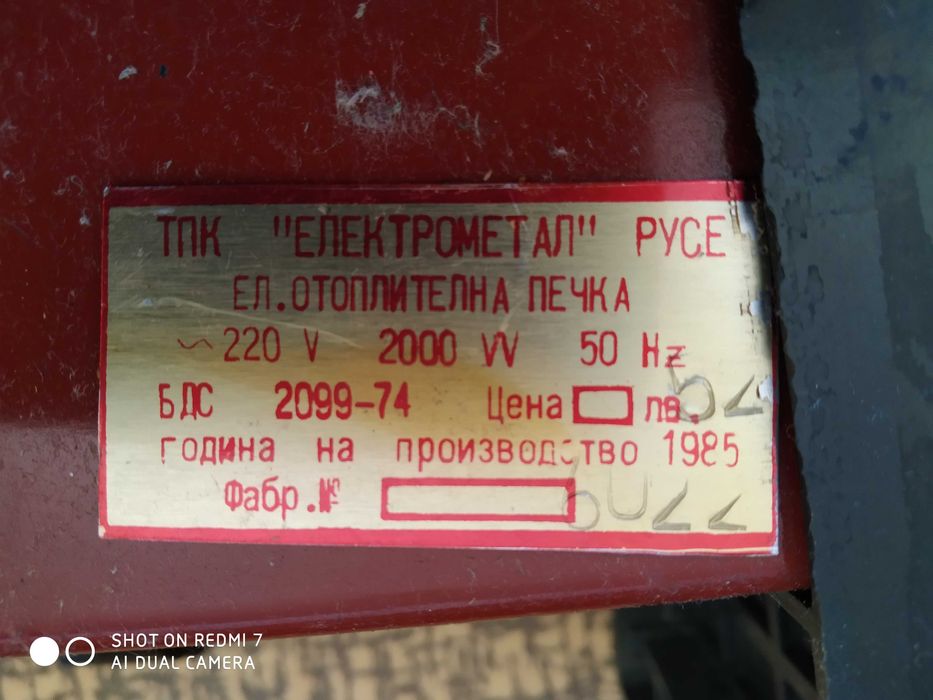 ТПК "ЕЛЕКТРОМЕТАЛ" РУСЕ
ЕЛ.ОТОПЛИТЕЛНА ПЕЧКА
~220 V 2000 W 50 Hz
БДС 2099-74 Цена лв.
година на производство 1985
Фабр.№
SHOT ON REDMI 7
AI DUAL CAMERA